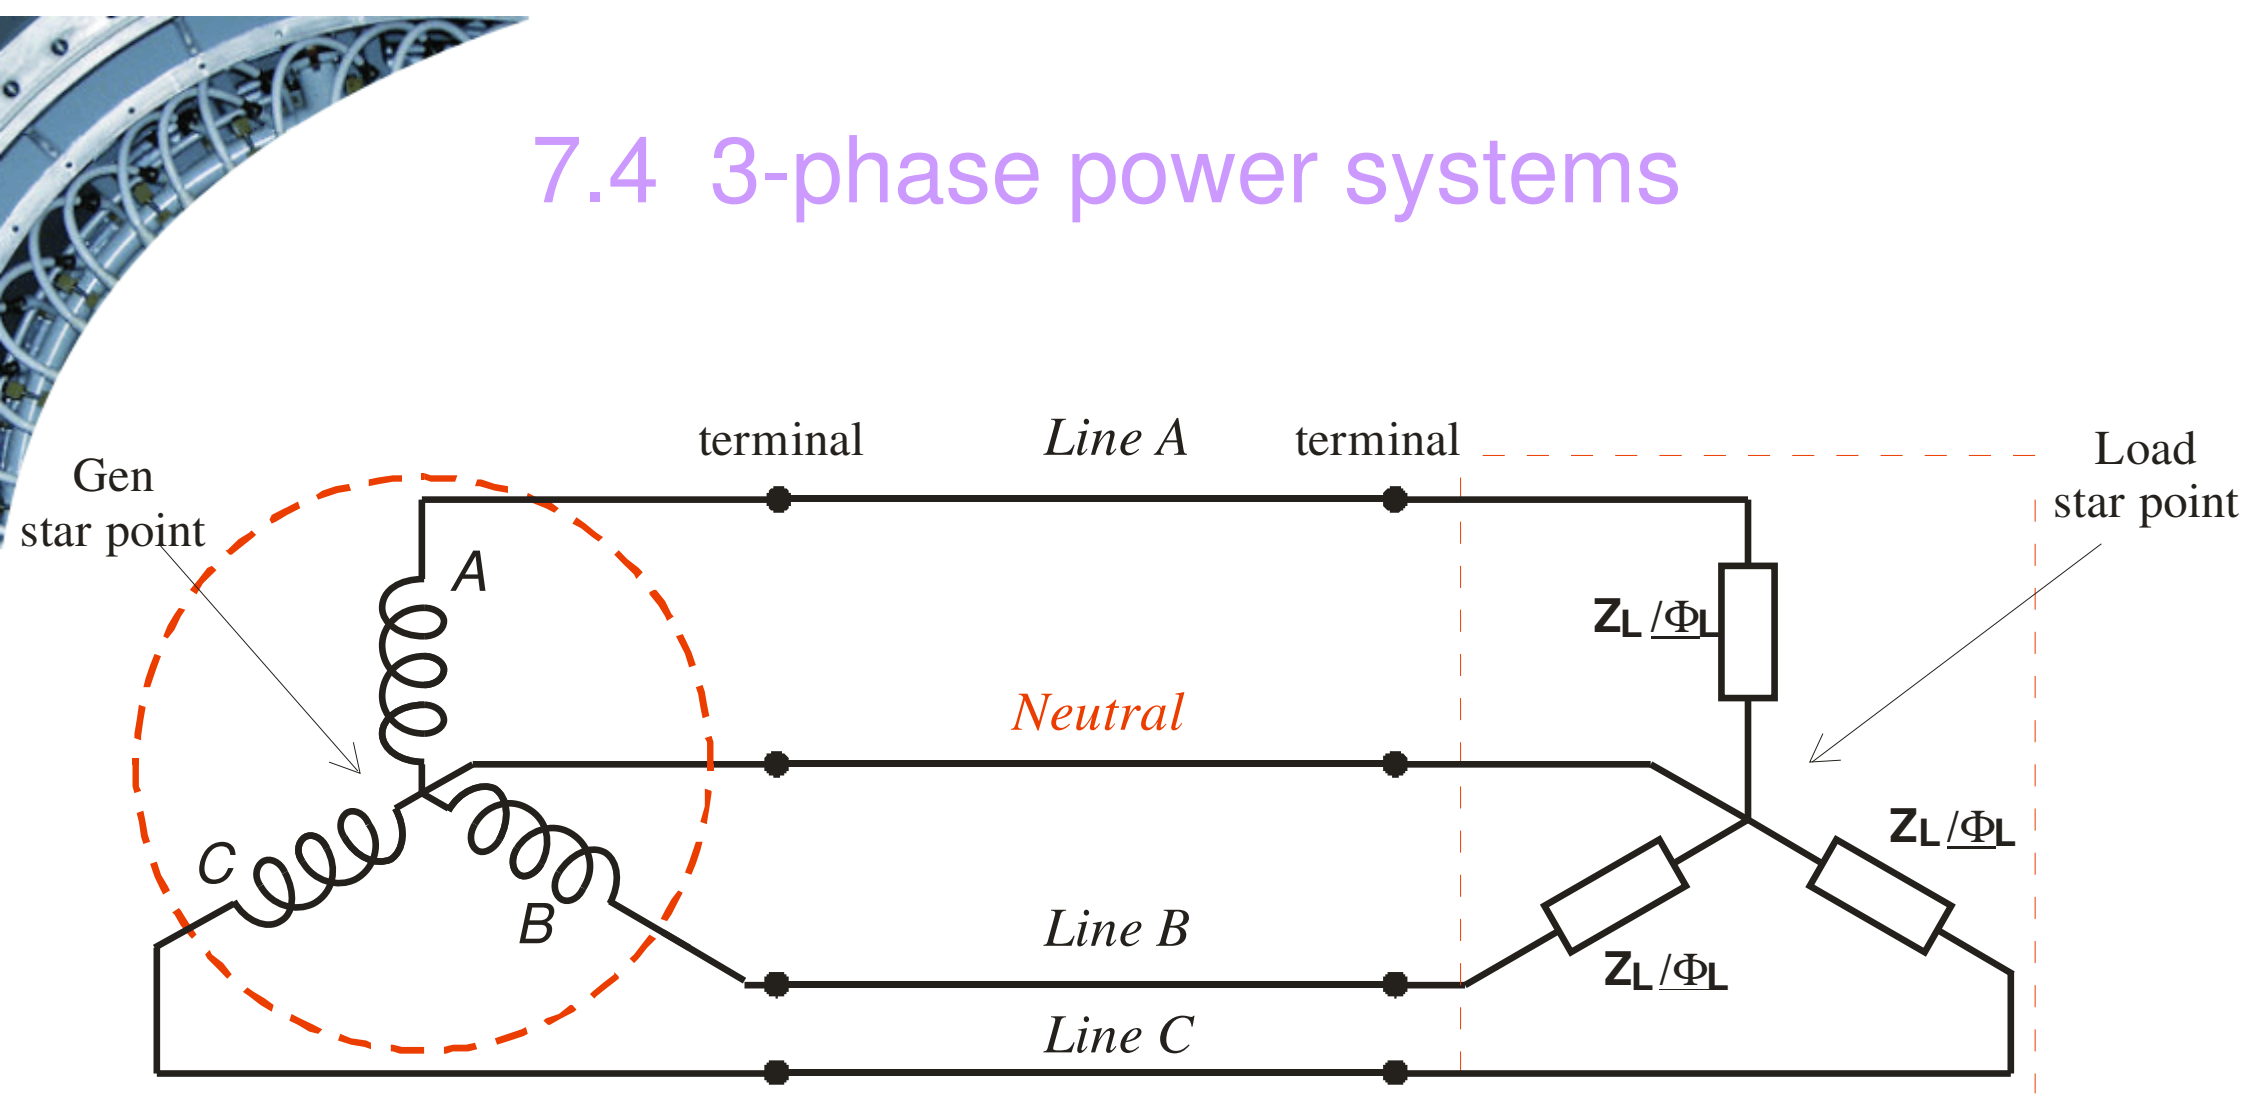 7.4 3-phase power systems
terminal
Line A
terminal
Load
star point
Gen
star point
A
ZL /ΦL
Neutral
C
B
ZL /ΦL
Line B
ZL /ΦL
Line C